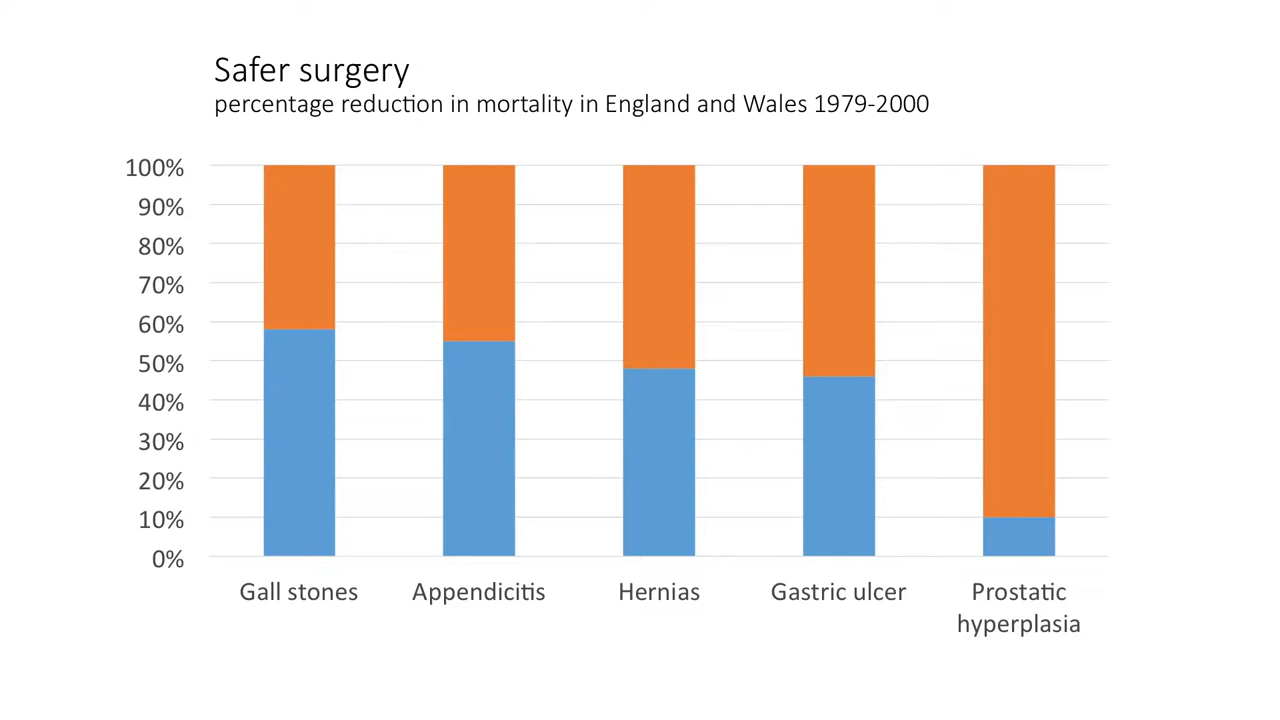 Safer surgery
percentage reduction in mortality in England and Wales 1979-2000
100%
90%
80%
70%
60%
50%
40%
30%
20%
10%
0%
Gall stones
Appendicitis
Hernias
Gastric ulcer
Prostatic
hyperplasia